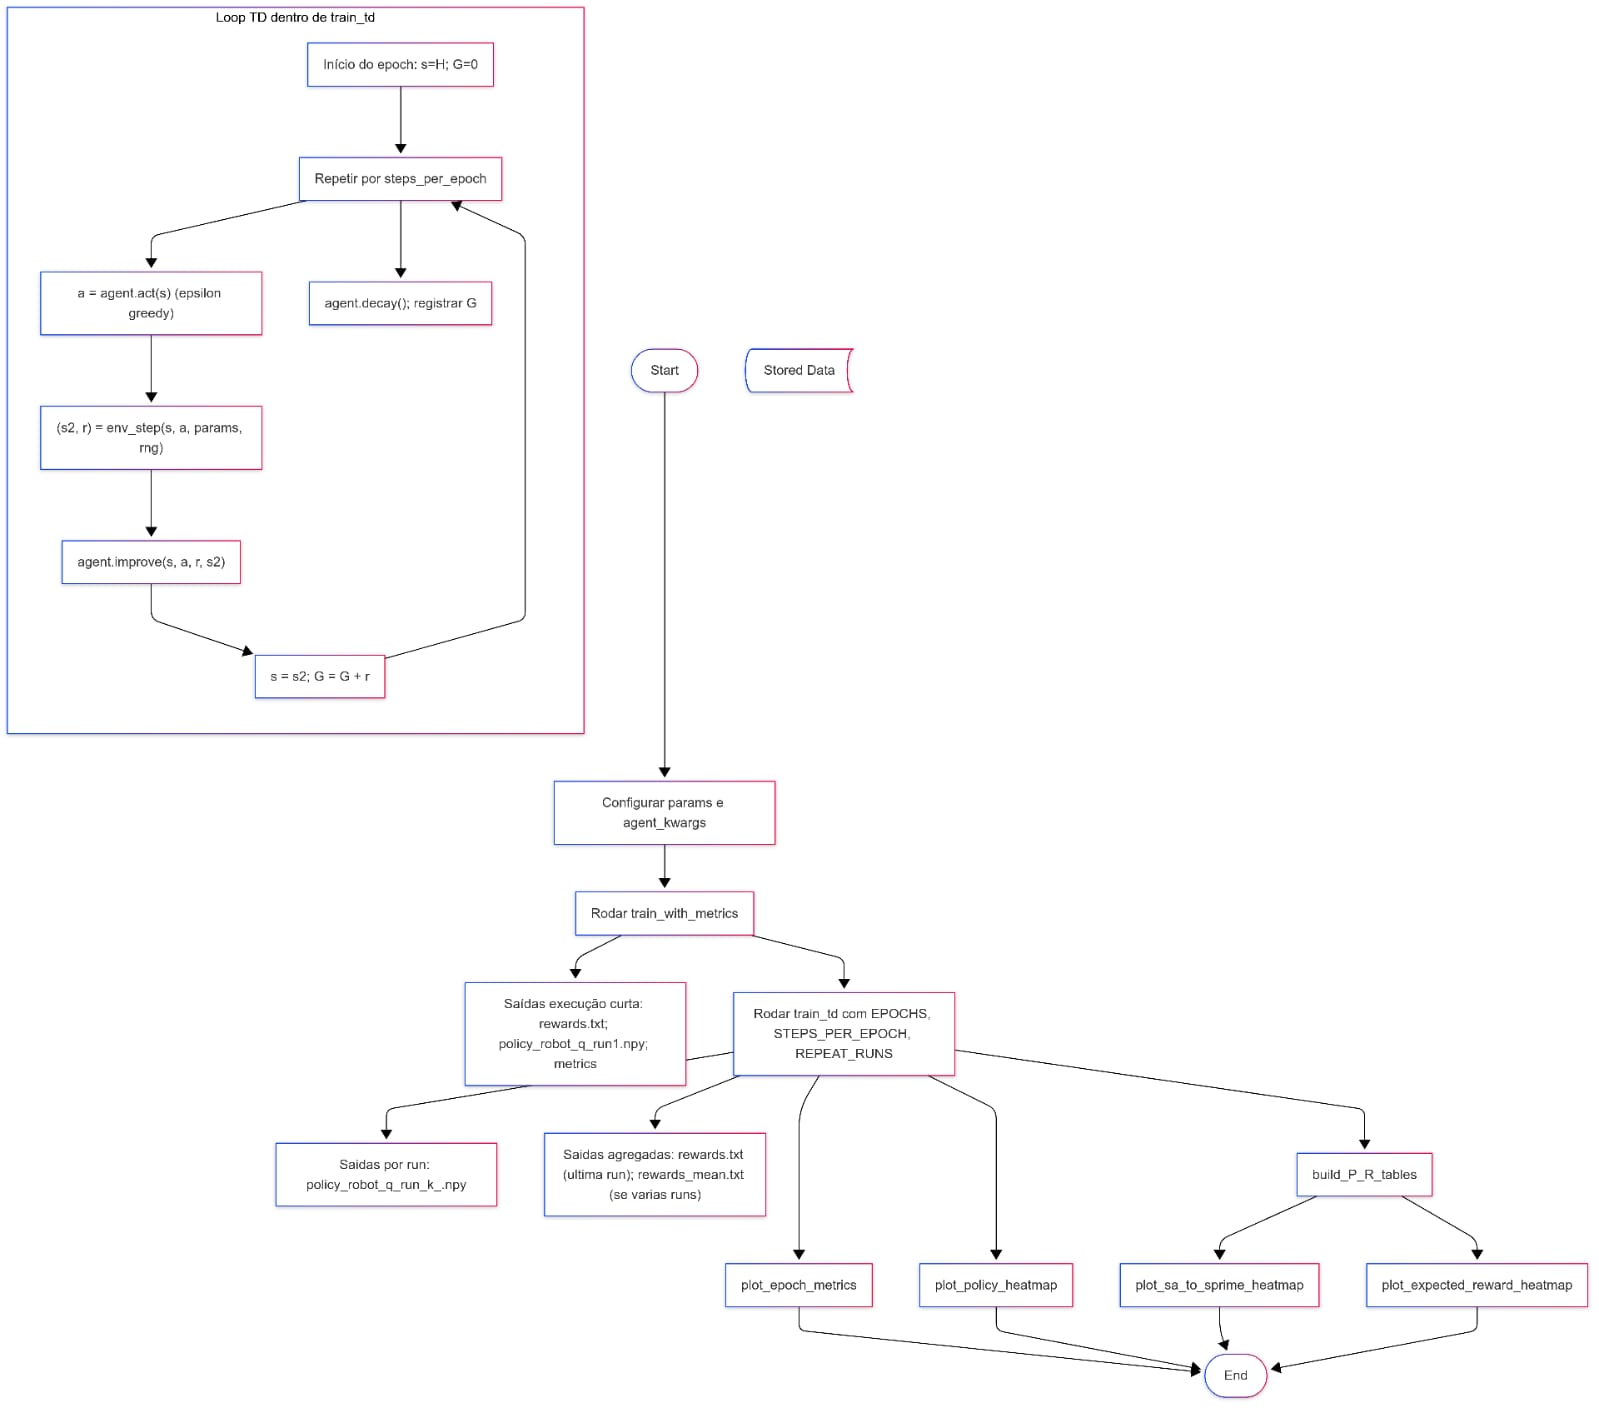 Loop TD dentro de train_td
Início do epoch: s=H; G=0
Repetir por steps_per_epoch
a = agent.act(s) (epsilon
greedy)
agent.decay(); registrar G
(s2, r) = env_step(s, a, params,
rng)
agent.improve(s, a, r, s2)
s = s2; G = G + r
Start
Stored Data
Configurar params e
agent_kwargs
Rodar train_with_metrics
Saídas execução curta:
rewards.txt;
policy_robot_q_run1.npy;
metrics
Rodar train_td com EPOCHS,
STEPS_PER_EPOCH,
REPEAT_RUNS
Saidas por run:
policy_robot_q_run_k_.npy
Saidas agregadas: rewards.txt
(ultima run); rewards_mean.txt
(se varias runs)
build_P_R_tables
plot_epoch_metrics
plot_policy_heatmap
plot_sa_to_sprime_heatmap
plot_expected_reward_heatmap
End